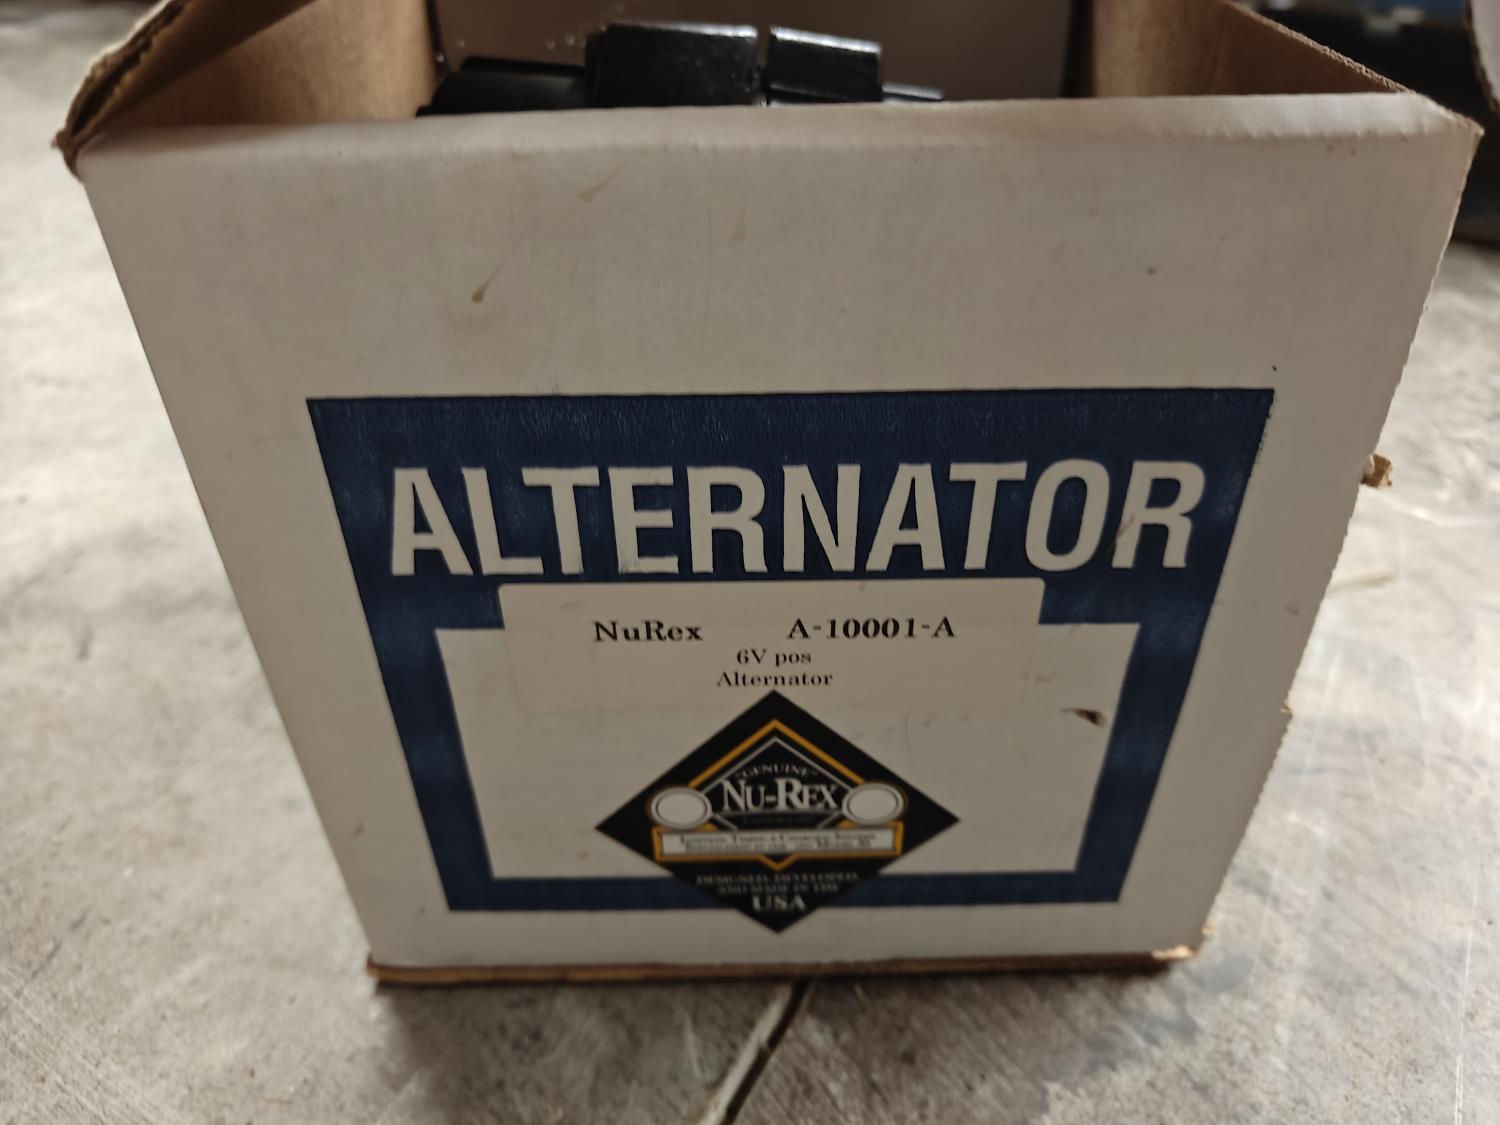 ALTERNATOR
NuRex A-10001-A
6V pos
Alternator
"GENUINE"
NU-REX
DESIGNED, DEVELOPED,
AND MADE IN THE
USA